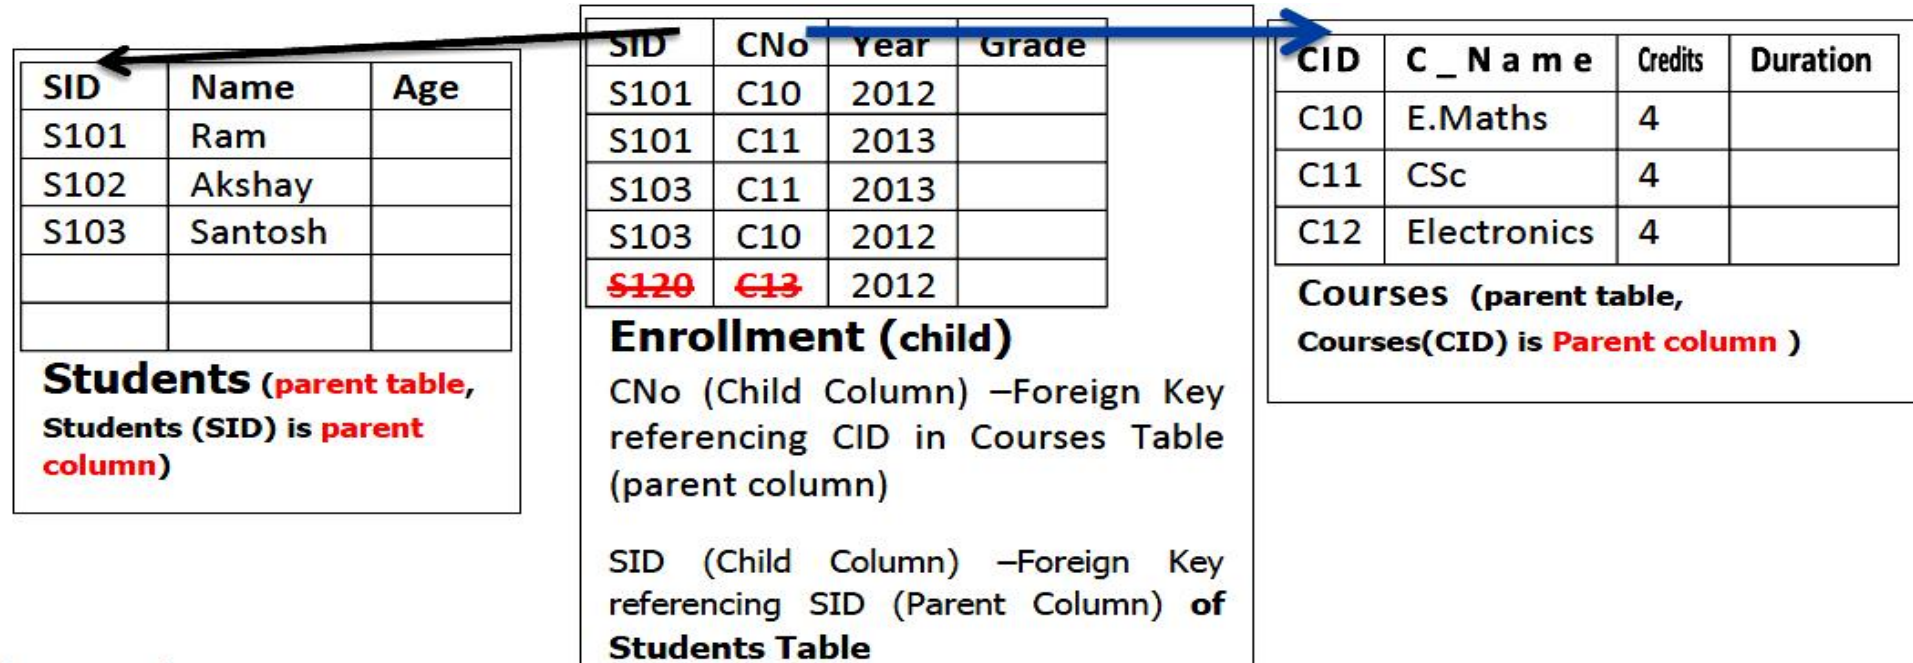 SID Name Age
S101 Ram
S102 Akshay
S103 Santosh
Students (parent table,
Students (SID) is parent
column)
SID CNo Year Grade
S101 C10 2012
S101 C11 2013
S103 C11 2013
S103 C10 2012
S120 C13 2012
Enrollment (child)
CNo (Child Column) –Foreign Key
referencing CID in Courses Table
(parent column)
SID (Child Column) –Foreign Key
referencing SID (Parent Column) of
Students Table
CID C_Name Credits Duration
C10 E.Maths 4
C11 CSc 4
C12 Electronics 4
Courses (parent table,
Courses(CID) is Parent column )